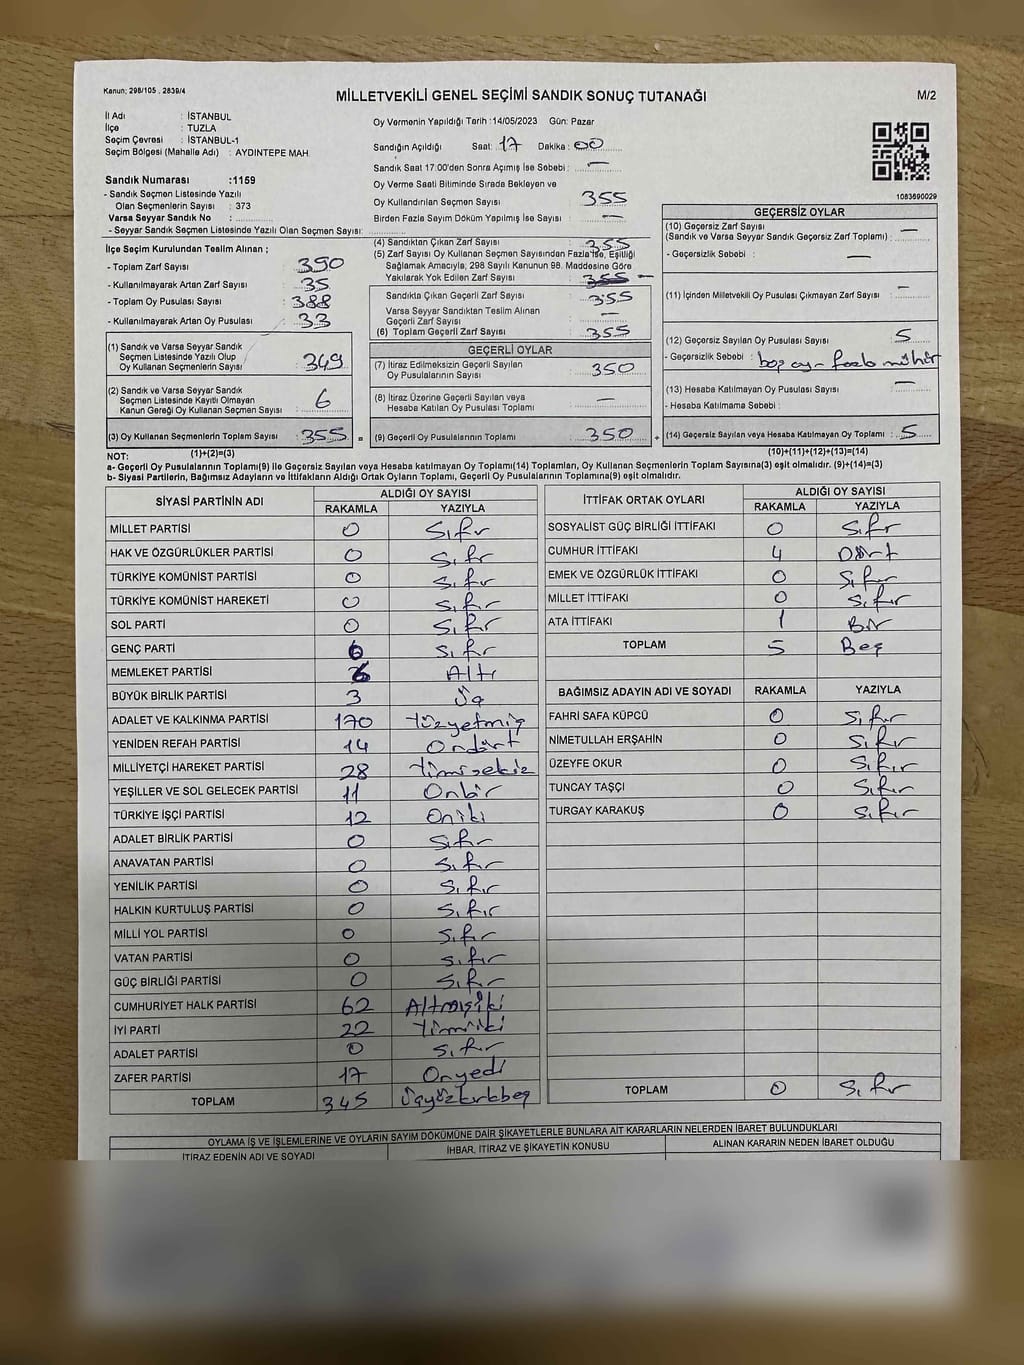 Kanun; 298/105 , 2839/4
MİLLETVEKİLİ GENEL SEÇİMİ SANDIK SONUÇ TUTANAĞI
M/2
İl Adı : İSTANBUL
İlçe : TUZLA
Seçim Çevresi : İSTANBUL-1
Seçim Bölgesi (Mahalle Adı) : AYDINTEPE MAH.
Sandık Numarası :1159
- Sandık Seçmen Listesinde Yazılı
Olan Seçmenlerin Sayısı : 373
Varsa Seyyar Sandık No :
- Seyyar Sandık Seçmen Listesinde Yazılı Olan Seçmen Sayısı:
Oy Vermenin Yapıldığı Tarih :14/05/2023 Gün: Pazar
Sandığın Açıldığı Saat: 17 Dakika : 00
Sandık Saat 17:00'den Sonra Açımış İse Sebebi : —
Oy Verme Saati Bitiminde Sırada Bekleyen ve
Oy Kullandırılan Seçmen Sayısı : 355
Birden Fazla Sayım Döküm Yapılmış İse Sayısı : —
1083690029
İlçe Seçim Kurulundan Teslim Alınan ;
- Toplam Zarf Sayısı : 390
- Kullanılmayarak Artan Zarf Sayısı : 35
- Toplam Oy Pusulası Sayısı : 388
- Kullanılmayarak Artan Oy Pusulası : 33
(1) Sandık ve Varsa Seyyar Sandık
Seçmen Listesinde Yazılı Olup
Oy Kullanan Seçmenlerin Sayısı : 349
(2) Sandık ve Varsa Seyyar Sandık
Seçmen Listesinde Kayıtlı Olmayan
Kanun Gereği Oy Kullanan Seçmen Sayısı : 6
(3) Oy Kullanan Seçmenlerin Toplam Sayısı : 355 =
(1)+(2)=(3)
(4) Sandıktan Çıkan Zarf Sayısı : 355
(5) Zarf Sayısı Oy Kullanan Seçmen Sayısından Fazla İse, Eşitliği
Sağlamak Amacıyla, 298 Sayılı Kanunun 98. Maddesine Göre
Yakılarak Yok Edilen Zarf Sayısı : 355 —
Sandıkta Çıkan Geçerli Zarf Sayısı : 355
Varsa Seyyar Sandıktan Teslim Alınan
Geçerli Zarf Sayısı : —
(6) Toplam Geçerli Zarf Sayısı : 355
GEÇERLİ OYLAR
(7) İtiraz Edilmeksizin Geçerli Sayılan
Oy Pusulalarının Sayısı : 350
(8) İtiraz Üzerine Geçerli Sayılan veya
Hesaba Katılan Oy Pusulası Toplamı : —
(9) Geçerli Oy Pusulalarının Toplamı : 350 +
GEÇERSİZ OYLAR
(10) Geçersiz Zarf Sayısı
(Sandık ve Varsa Seyyar Sandık Geçersiz Zarf Toplamı) : —
- Geçersizlik Sebebi : —
(11) İçinden Milletvekili Oy Pusulası Çıkmayan Zarf Sayısı : —
(12) Geçersiz Sayılan Oy Pusulası Sayısı : 5
- Geçersizlik Sebebi : boş oy - fazla mühür
(13) Hesaba Katılmayan Oy Pusulası Sayısı : —
- Hesaba Katılmama Sebebi :
(14) Geçersiz Sayılan veya Hesaba Katılmayan Oy Toplamı : 5
(10)+(11)+(12)+(13)=(14)
NOT:
a- Geçerli Oy Pusulalarının Toplamı(9) ile Geçersiz Sayılan veya Hesaba katılmayan Oy Toplamı(14) Toplamları, Oy Kullanan Seçmenlerin Toplam Sayısına(3) eşit olmalıdır. (9)+(14)=(3)
b- Siyasi Partilerin, Bağımsız Adayların ve İttifakların Aldığı Ortak Oyların Toplamı, Geçerli Oy Pusulalarının Toplamına(9) eşit olmalıdır.
SİYASİ PARTİNİN ADI ALDIĞI OY SAYISI
RAKAMLA YAZIYLA
MİLLET PARTİSİ 0 Sıfır
HAK VE ÖZGÜRLÜKLER PARTİSİ 0 Sıfır
TÜRKİYE KOMÜNİST PARTİSİ 0 Sıfır
TÜRKİYE KOMÜNİST HAREKETİ 0 Sıfır
SOL PARTİ 0 Sıfır
GENÇ PARTİ 0 Sıfır
MEMLEKET PARTİSİ 6 Altı
BÜYÜK BİRLİK PARTİSİ 3 Üç
ADALET VE KALKINMA PARTİSİ 170 Yüzyetmiş
YENİDEN REFAH PARTİSİ 14 Ondört
MİLLİYETÇİ HAREKET PARTİSİ 28 Yirmisekiz
YEŞİLLER VE SOL GELECEK PARTİSİ 11 Onbir
TÜRKİYE İŞÇİ PARTİSİ 12 Oniki
ADALET BİRLİK PARTİSİ 0 Sıfır
ANAVATAN PARTİSİ 0 Sıfır
YENİLİK PARTİSİ 0 Sıfır
HALKIN KURTULUŞ PARTİSİ 0 Sıfır
MİLLİ YOL PARTİSİ 0 Sıfır
VATAN PARTİSİ 0 Sıfır
GÜÇ BİRLİĞİ PARTİSİ 0 Sıfır
CUMHURİYET HALK PARTİSİ 62 Altmışiki
İYİ PARTİ 22 Yirmiiki
ADALET PARTİSİ 0 Sıfır
ZAFER PARTİSİ 17 Onyedi
TOPLAM 345 Üçyüzkırkbeş
İTTİFAK ORTAK OYLARI ALDIĞI OY SAYISI
RAKAMLA YAZIYLA
SOSYALİST GÜÇ BİRLİĞİ İTTİFAKI 0 Sıfır
CUMHUR İTTİFAKI 4 Dört
EMEK VE ÖZGÜRLÜK İTTİFAKI 0 Sıfır
MİLLET İTTİFAKI 0 Sıfır
ATA İTTİFAKI 1 Bir
TOPLAM 5 Beş
BAĞIMSIZ ADAYIN ADI VE SOYADI RAKAMLA YAZIYLA
FAHRİ SAFA KÜPCÜ 0 Sıfır
NİMETULLAH ERŞAHİN 0 Sıfır
ÜZEYFE OKUR 0 Sıfır
TUNCAY TAŞÇI 0 Sıfır
TURGAY KARAKUŞ 0 Sıfır
TOPLAM 0 Sıfır
OYLAMA İŞ VE İŞLEMLERİNE VE OYLARIN SAYIM DÖKÜMÜNE DAİR ŞİKAYETLERLE BUNLARA AİT KARARLARIN NELERDEN İBARET BULUNDUKLARI
İTİRAZ EDENİN ADI VE SOYADI İHBAR, İTİRAZ VE ŞİKAYETİN KONUSU ALINAN KARARIN NEDEN İBARET OLDUĞU